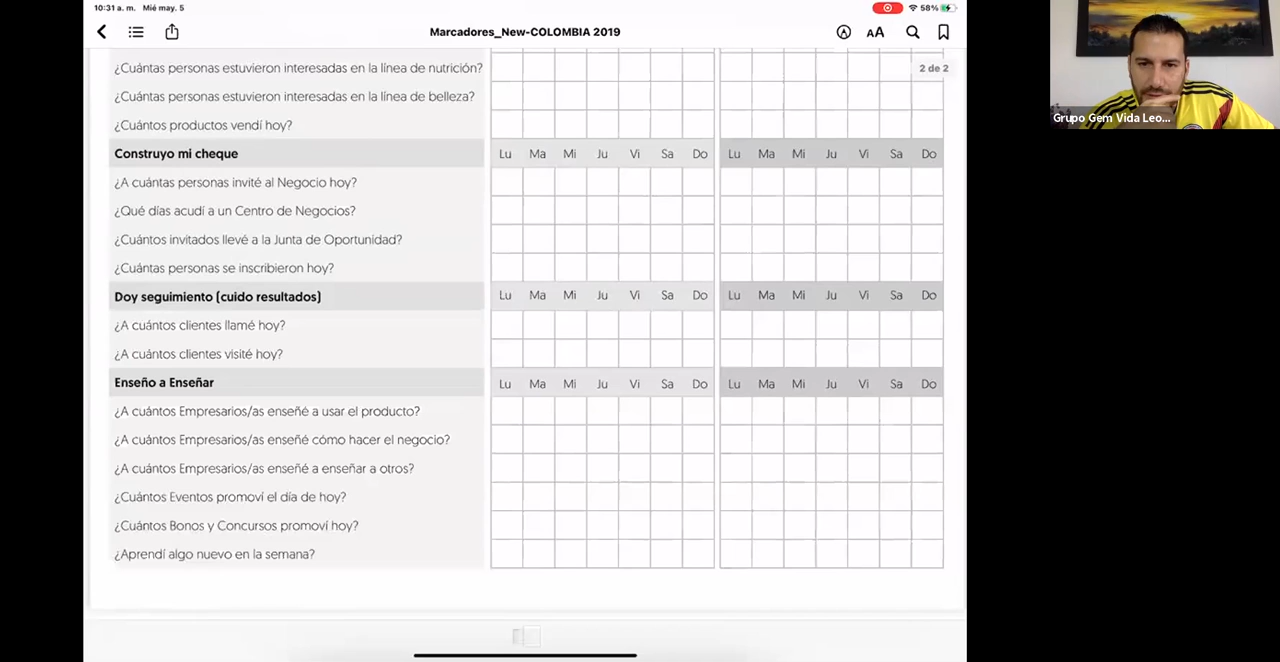 10:31 a. m. Mié may. 5
58%
Marcadores_New-COLOMBIA 2019
AA
¿Cuántas personas estuvieron interesadas en la línea de nutrición?
2 de 2
¿Cuántas personas estuvieron interesadas en la línea de belleza?
¿Cuántos productos vendí hoy?
Construyo mi cheque Lu Ma Mi Ju Vi Sa Do Lu Ma Mi Ju Vi Sa Do
¿A cuántas personas invité al Negocio hoy?
¿Qué días acudí a un Centro de Negocios?
¿Cuántos invitados llevé a la Junta de Oportunidad?
¿Cuántas personas se inscribieron hoy?
Doy seguimiento (cuido resultados) Lu Ma Mi Ju Vi Sa Do Lu Ma Mi Ju Vi Sa Do
¿A cuántos clientes llamé hoy?
¿A cuántos clientes visité hoy?
Enseño a Enseñar Lu Ma Mi Ju Vi Sa Do Lu Ma Mi Ju Vi Sa Do
¿A cuántos Empresarios/as enseñé a usar el producto?
¿A cuántos Empresarios/as enseñé cómo hacer el negocio?
¿A cuántos Empresarios/as enseñé a enseñar a otros?
¿Cuántos Eventos promoví el día de hoy?
¿Cuántos Bonos y Concursos promoví hoy?
¿Aprendí algo nuevo en la semana?
Grupo Gem Vida Leo...